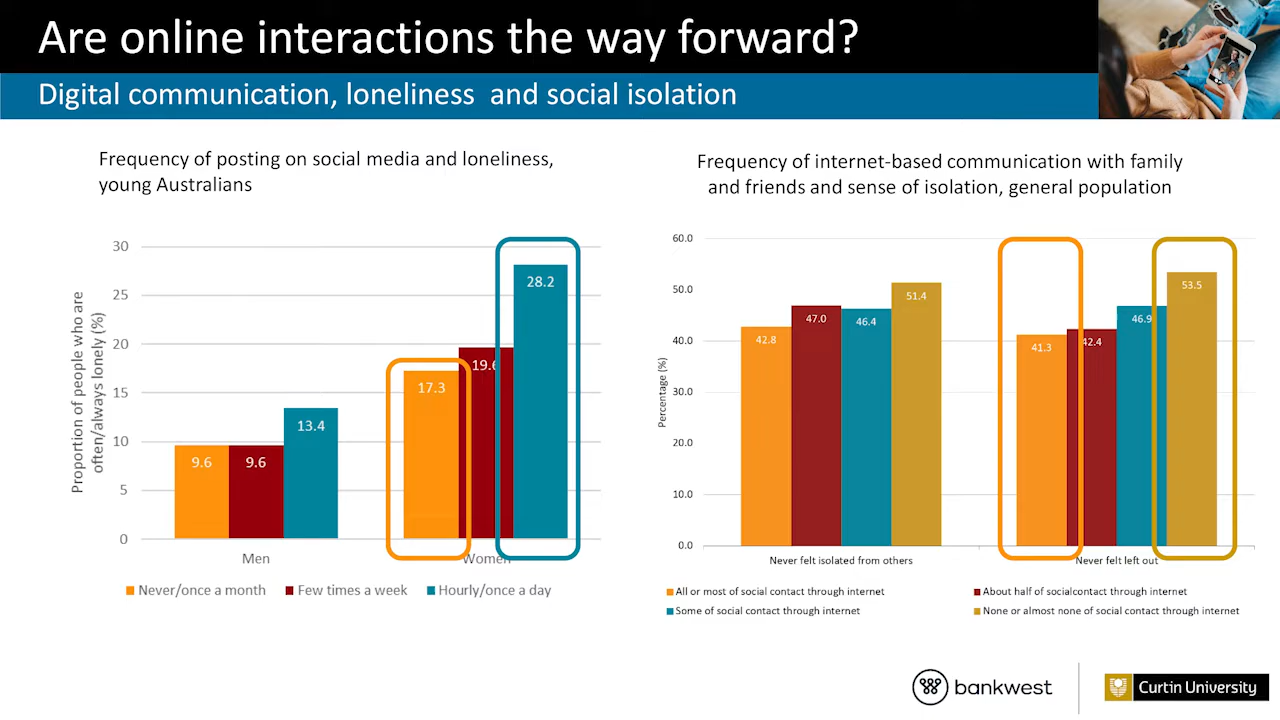 Are online interactions the way forward?
Digital communication, loneliness and social isolation
Frequency of posting on social media and loneliness,
young Australians
Proportion of people who are
often/always lonely (%)
30
25
20
15
10
5
0
9.6
9.6
13.4
17.3
19.6
28.2
Men
Women
Never/once a month
Few times a week
Hourly/once a day
Frequency of internet-based communication with family
and friends and sense of isolation, general population
Percentage (%)
60.0
50.0
40.0
30.0
20.0
10.0
0.0
42.8
47.0
46.4
51.4
41.3
42.4
46.9
53.5
Never felt isolated from others
Never felt left out
All or most of social contact through internet
About half of socialcontact through internet
Some of social contact through internet
None or almost none of social contact through internet
bankwest
Curtin University